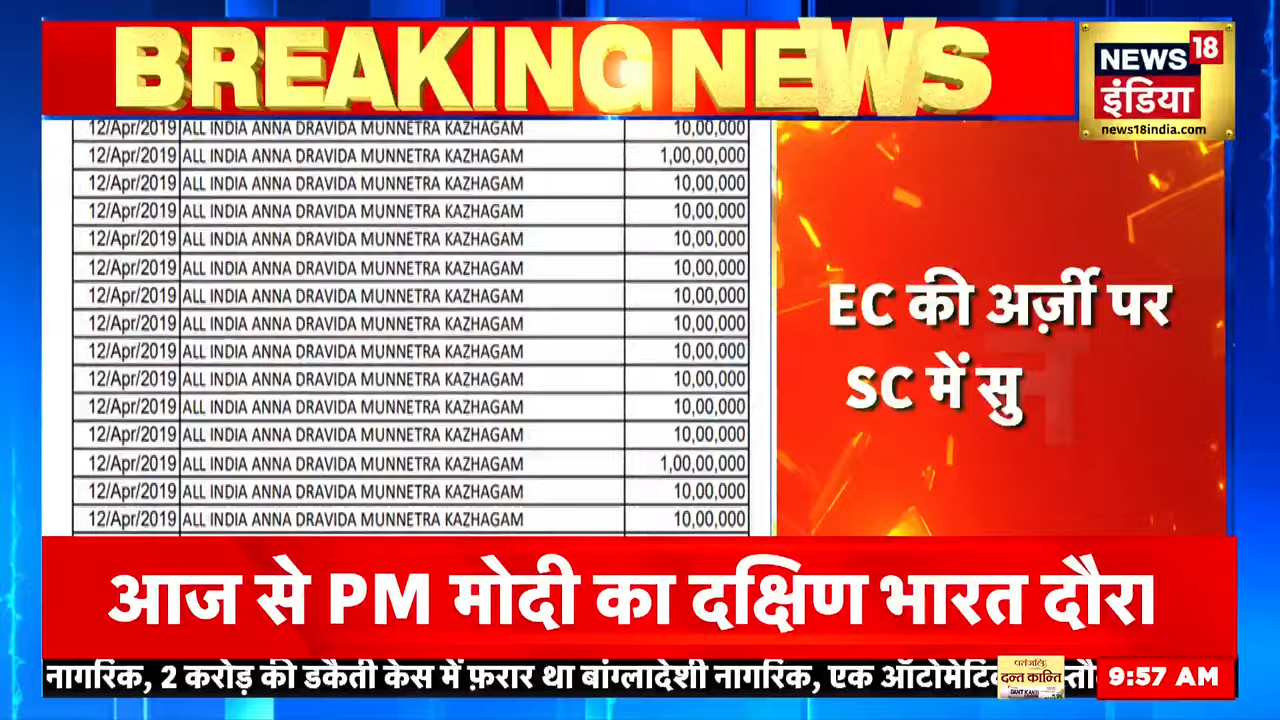 BREAKING NEWS
NEWS 18
इंडिया
news18india.com
12/Apr/2019 ALL INDIA ANNA DRAVIDA MUNNETRA KAZHAGAM 10,00,000
12/Apr/2019 ALL INDIA ANNA DRAVIDA MUNNETRA KAZHAGAM 1,00,00,000
12/Apr/2019 ALL INDIA ANNA DRAVIDA MUNNETRA KAZHAGAM 10,00,000
12/Apr/2019 ALL INDIA ANNA DRAVIDA MUNNETRA KAZHAGAM 10,00,000
12/Apr/2019 ALL INDIA ANNA DRAVIDA MUNNETRA KAZHAGAM 10,00,000
12/Apr/2019 ALL INDIA ANNA DRAVIDA MUNNETRA KAZHAGAM 10,00,000
12/Apr/2019 ALL INDIA ANNA DRAVIDA MUNNETRA KAZHAGAM 10,00,000
12/Apr/2019 ALL INDIA ANNA DRAVIDA MUNNETRA KAZHAGAM 10,00,000
12/Apr/2019 ALL INDIA ANNA DRAVIDA MUNNETRA KAZHAGAM 10,00,000
12/Apr/2019 ALL INDIA ANNA DRAVIDA MUNNETRA KAZHAGAM 10,00,000
12/Apr/2019 ALL INDIA ANNA DRAVIDA MUNNETRA KAZHAGAM 10,00,000
12/Apr/2019 ALL INDIA ANNA DRAVIDA MUNNETRA KAZHAGAM 10,00,000
12/Apr/2019 ALL INDIA ANNA DRAVIDA MUNNETRA KAZHAGAM 1,00,00,000
12/Apr/2019 ALL INDIA ANNA DRAVIDA MUNNETRA KAZHAGAM 10,00,000
12/Apr/2019 ALL INDIA ANNA DRAVIDA MUNNETRA KAZHAGAM 10,00,000
EC की अर्ज़ी पर
SC में सु
आज से PM मोदी का दक्षिण भारत दौरा
नागरिक, 2 करोड़ की डकैती केस में फ़रार था बांग्लादेशी नागरिक, एक
पतंजलि
दन्त कान्ति
9:57 AM